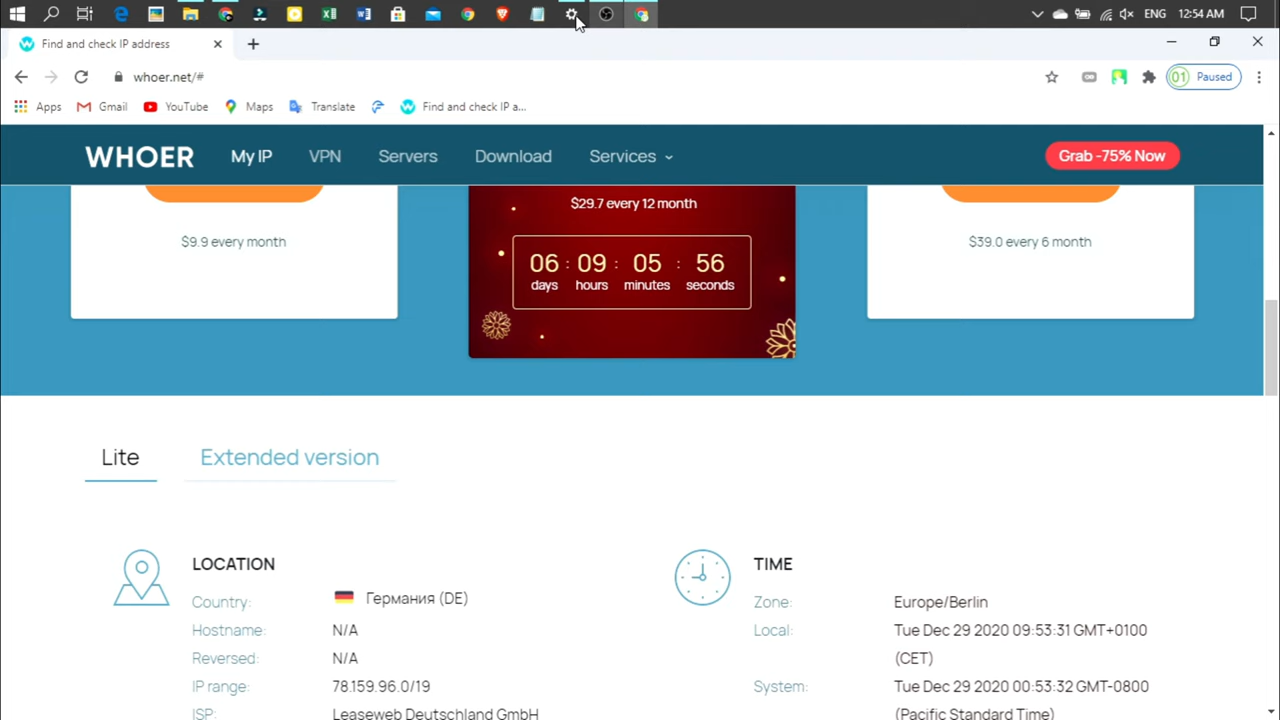 ENG 12:54 AM
Find and check IP address
whoer.net/#
01 Paused
Apps Gmail YouTube Maps Translate Find and check IP a...
WHOER My IP VPN Servers Download Services Grab -75% Now
$29.7 every 12 month
$9.9 every month
$39.0 every 6 month
06 : 09 : 05 : 56
days hours minutes seconds
Lite Extended version
LOCATION
Country: Германия (DE)
Hostname: N/A
Reversed: N/A
IP range: 78.159.96.0/19
ISP: Leaseweb Deutschland GmbH
TIME
Zone: Europe/Berlin
Local: Tue Dec 29 2020 09:53:31 GMT+0100
(CET)
System: Tue Dec 29 2020 00:53:32 GMT-0800
(Pacific Standard Time)